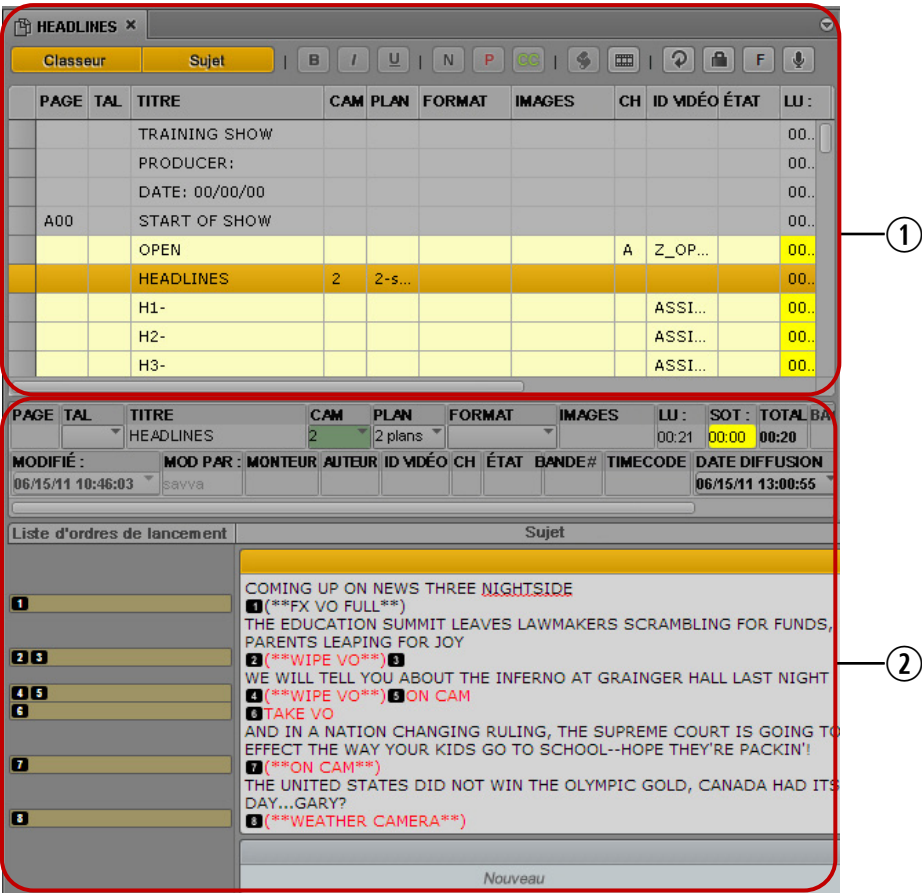 HEADLINES ×
Classeur Sujet | B I U | N P CC | | F
PAGE TAL TITRE CAM PLAN FORMAT IMAGES CH ID VIDÉO ÉTAT LU :
TRAINING SHOW 00..
PRODUCER: 00..
DATE: 00/00/00 00..
A00 START OF SHOW 00..
OPEN A Z_OP... 00..
HEADLINES 2 2-s... 00..
H1- ASSI... 00..
H2- ASSI... 00..
H3- ASSI... 00..
1
PAGE TAL TITRE CAM PLAN FORMAT IMAGES LU : SOT : TOTAL
HEADLINES 2 2 plans 00:21 00:00 00:20
MODIFIÉ : MOD PAR : MONTEUR AUTEUR ID VIDÉO CH ÉTAT BANDE# TIMECODE DATE DIFFUSION
06/15/11 10:46:03 savva 06/15/11 13:00:55
Liste d'ordres de lancement Sujet
COMING UP ON NEWS THREE NIGHTSIDE
1 1(**FX VO FULL**)
THE EDUCATION SUMMIT LEAVES LAWMAKERS SCRAMBLING FOR FUNDS,
PARENTS LEAPING FOR JOY
2 3 2(**WIPE VO**)3
WE WILL TELL YOU ABOUT THE INFERNO AT GRAINGER HALL LAST NIGHT
4 5 4(**WIPE VO**)5ON CAM
6 6TAKE VO
AND IN A NATION CHANGING RULING, THE SUPREME COURT IS GOING TO
EFFECT THE WAY YOUR KIDS GO TO SCHOOL--HOPE THEY'RE PACKIN'!
7 7(**ON CAM**)
THE UNITED STATES DID NOT WIN THE OLYMPIC GOLD, CANADA HAD ITS
DAY...GARY?
8 8(**WEATHER CAMERA**)
Nouveau
2